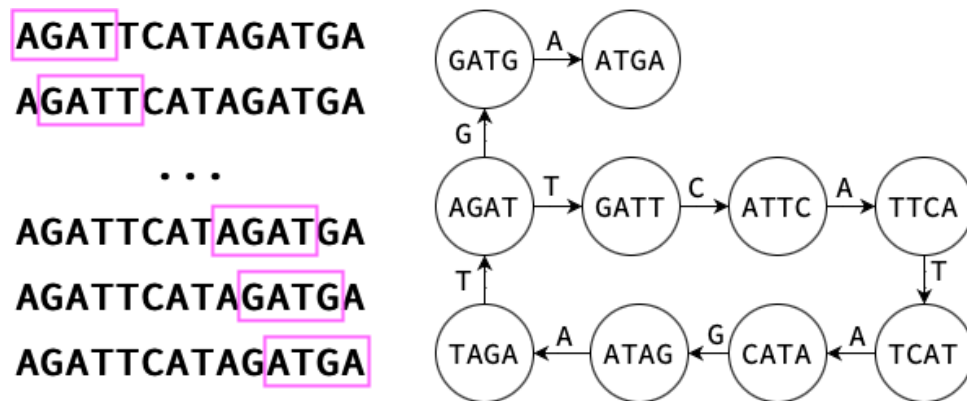 AGATTCATAGATGA
AGATTCATAGATGA
...
AGATTCATAGATGA
AGATTCATAGATGA
AGATTCATAGATGA
GATG A ATGA
G
AGAT T GATT C ATTC A TTCA
T T
TAGA A ATAG G CATA A TCAT